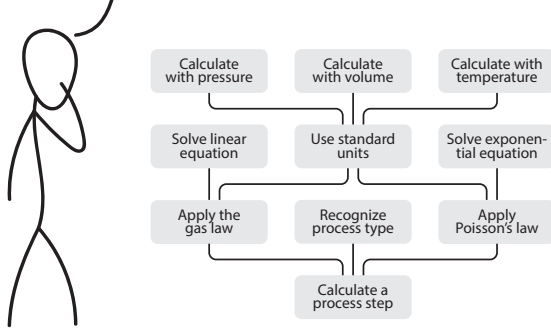 Calculate
with pressure
Calculate
with volume
Calculate with
temperature
Solve linear
equation
Use standard
units
Solve exponen-
tial equation
Apply the
gas law
Recognize
process type
Apply
Poisson's law
Calculate a
process step